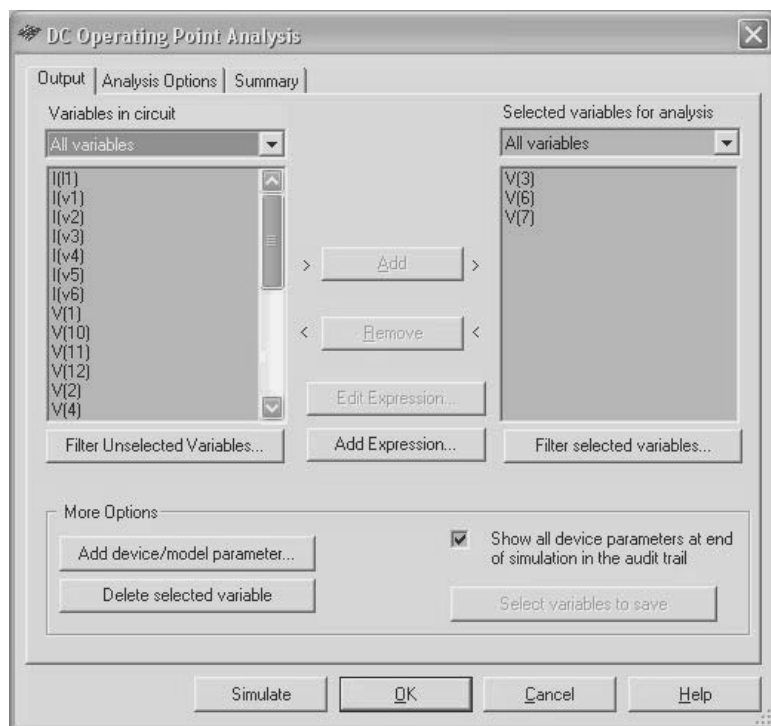 DC Operating Point Analysis
Output Analysis Options Summary
Variables in circuit
All variables
I(l1)
I(v1)
I(v2)
I(v3)
I(v4)
I(v5)
I(v6)
V(1)
V(10)
V(11)
V(12)
V(2)
V(4)
Filter Unselected Variables...
> Add >
< Remove <
Edit Expression...
Add Expression...
Selected variables for analysis
All variables
V(3)
V(6)
V(7)
Filter selected variables...
More Options
Add device/model parameter...
Delete selected variable
Show all device parameters at end
of simulation in the audit trail
Select variables to save
Simulate OK Cancel Help